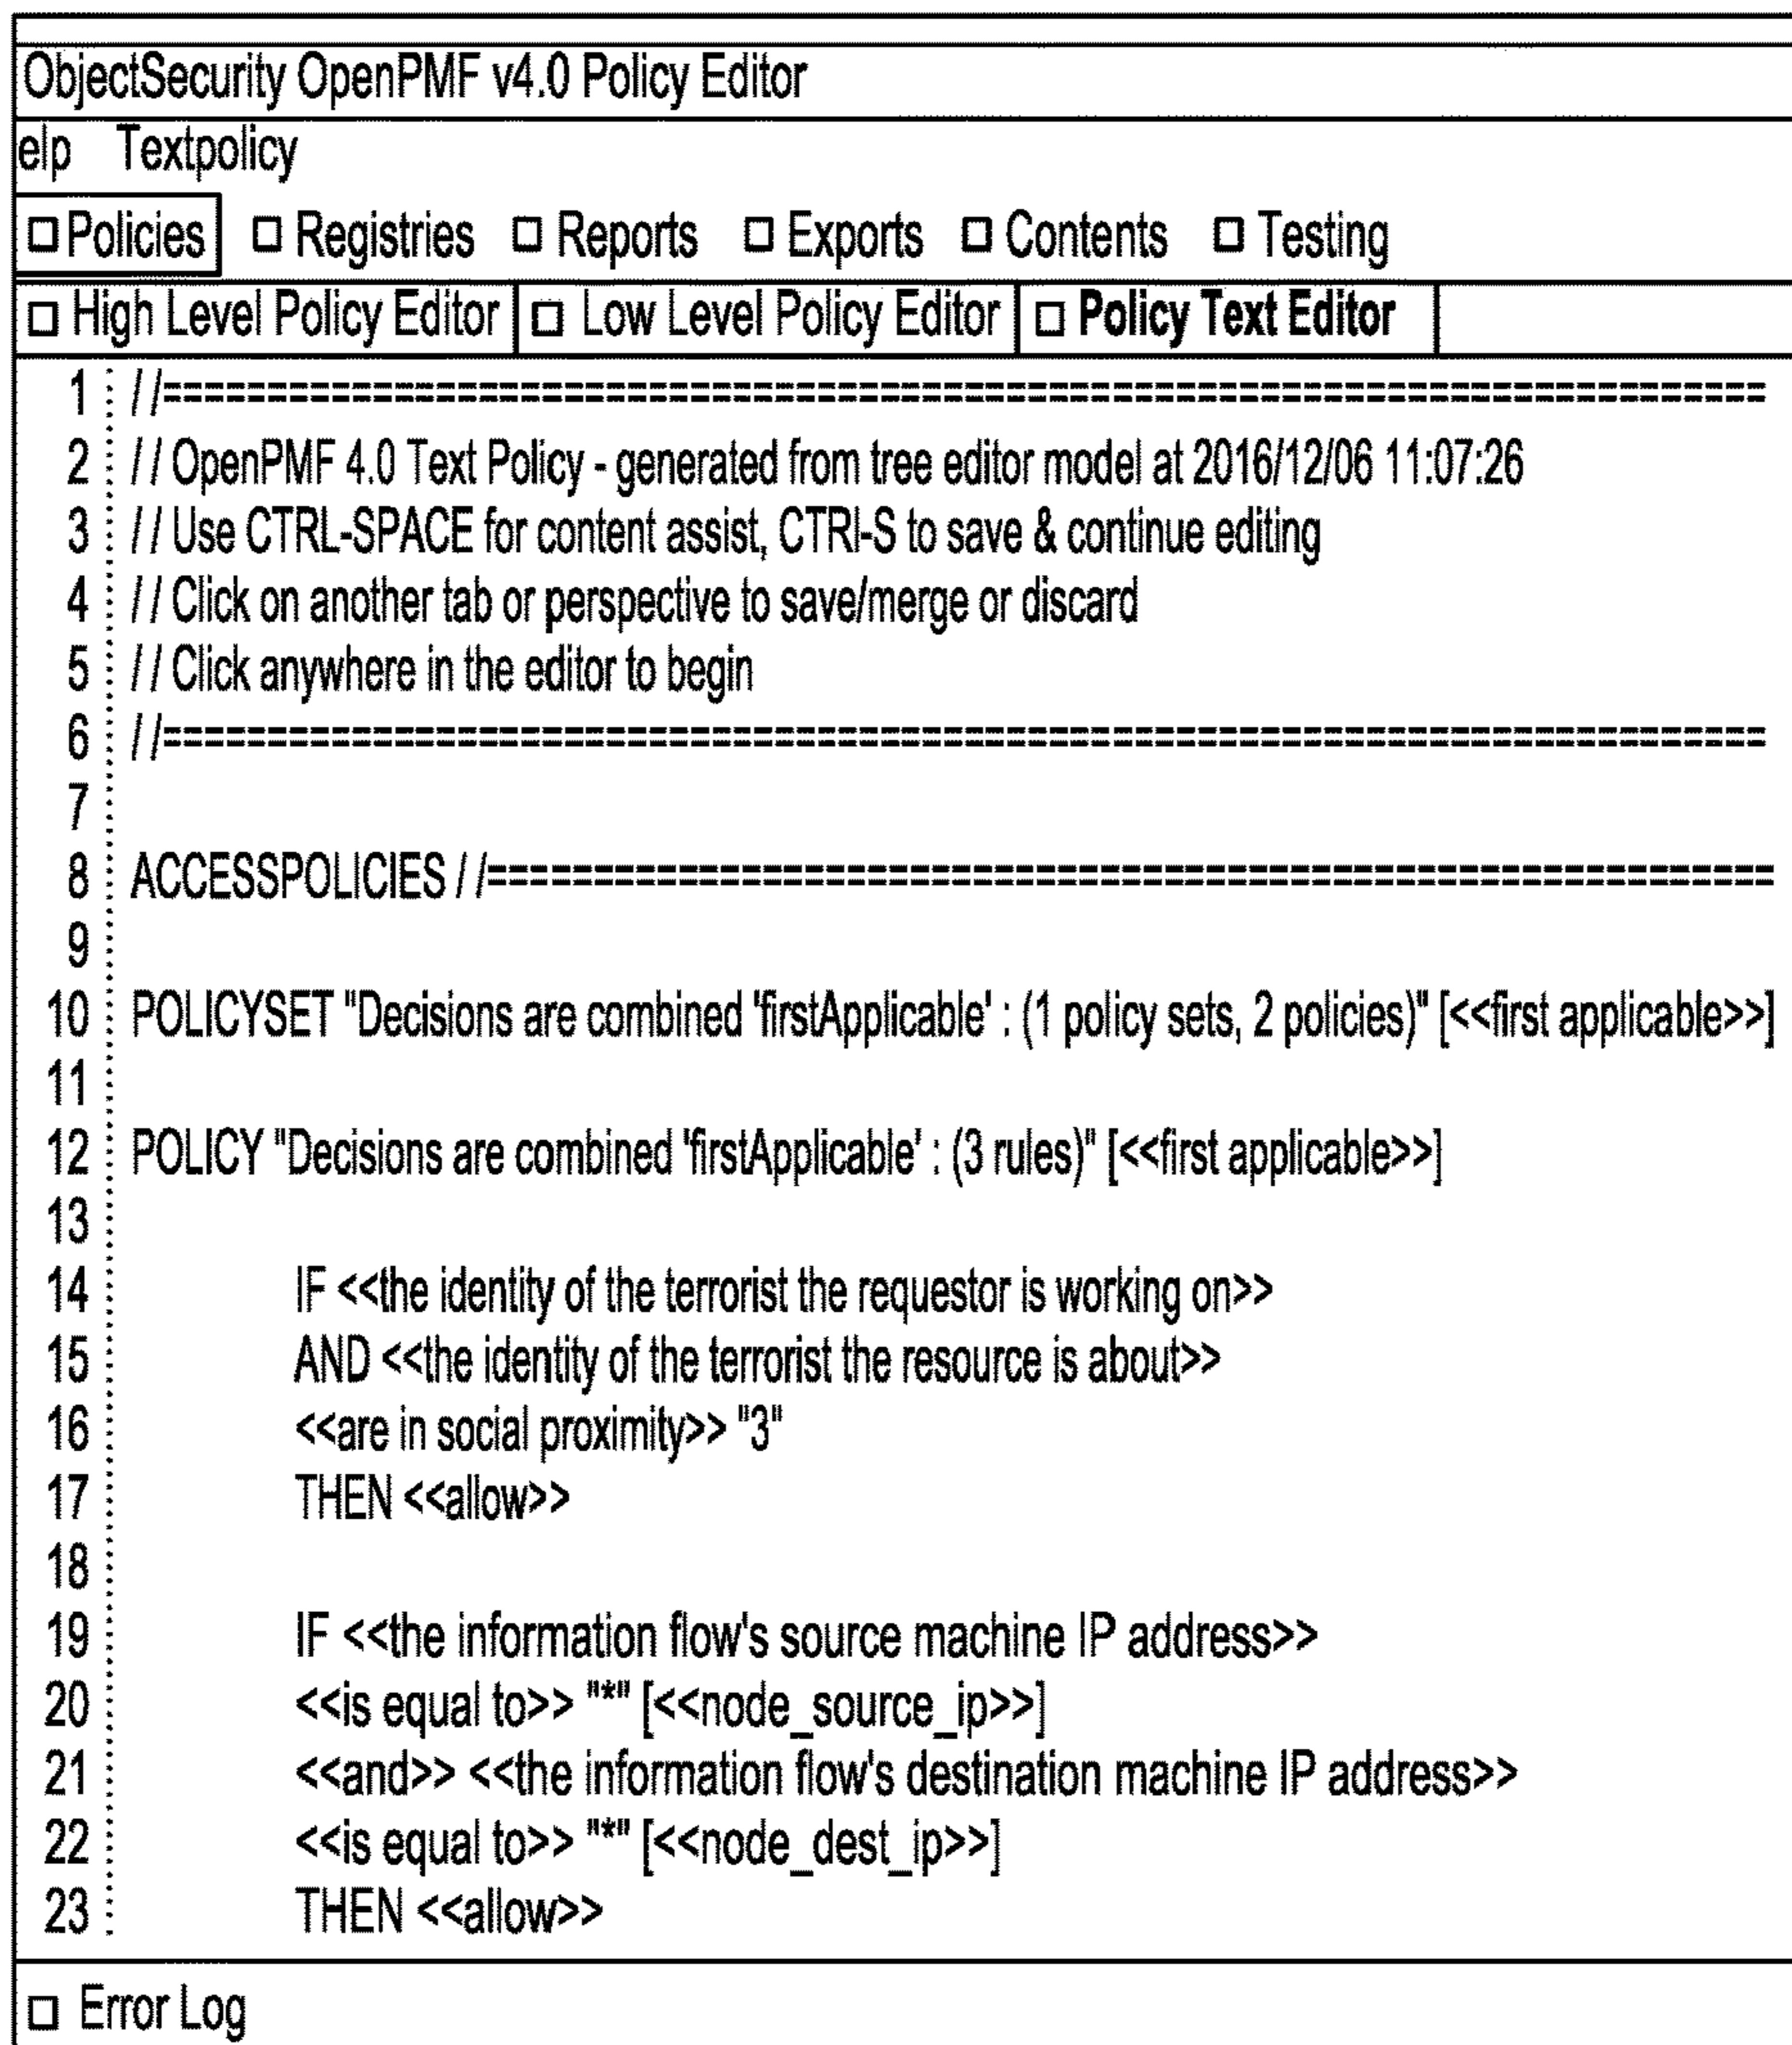 ObjectSecurity OpenPMF v4.0 Policy Editor
elp Textpolicy
Policies Registries Reports Exports Contents Testing
High Level Policy Editor Low Level Policy Editor Policy Text Editor
1 //=============================================================================
2 // OpenPMF 4.0 Text Policy - generated from tree editor model at 2016/12/06 11:07:26
3 // Use CTRL-SPACE for content assist, CTRl-S to save & continue editing
4 // Click on another tab or perspective to save/merge or discard
5 // Click anywhere in the editor to begin
6 //=============================================================================
7
8 ACCESSPOLICIES //==============================================================
9
10 POLICYSET "Decisions are combined 'firstApplicable' : (1 policy sets, 2 policies)" [<<first applicable>>]
11
12 POLICY "Decisions are combined 'firstApplicable' : (3 rules)" [<<first applicable>>]
13
14 IF <<the identity of the terrorist the requestor is working on>>
15 AND <<the identity of the terrorist the resource is about>>
16 <<are in social proximity>> "3"
17 THEN <<allow>>
18
19 IF <<the information flow's source machine IP address>>
20 <<is equal to>> "*" [<<node_source_ip>>]
21 <<and>> <<the information flow's destination machine IP address>>
22 <<is equal to>> "*" [<<node_dest_ip>>]
23 THEN <<allow>>
Error Log